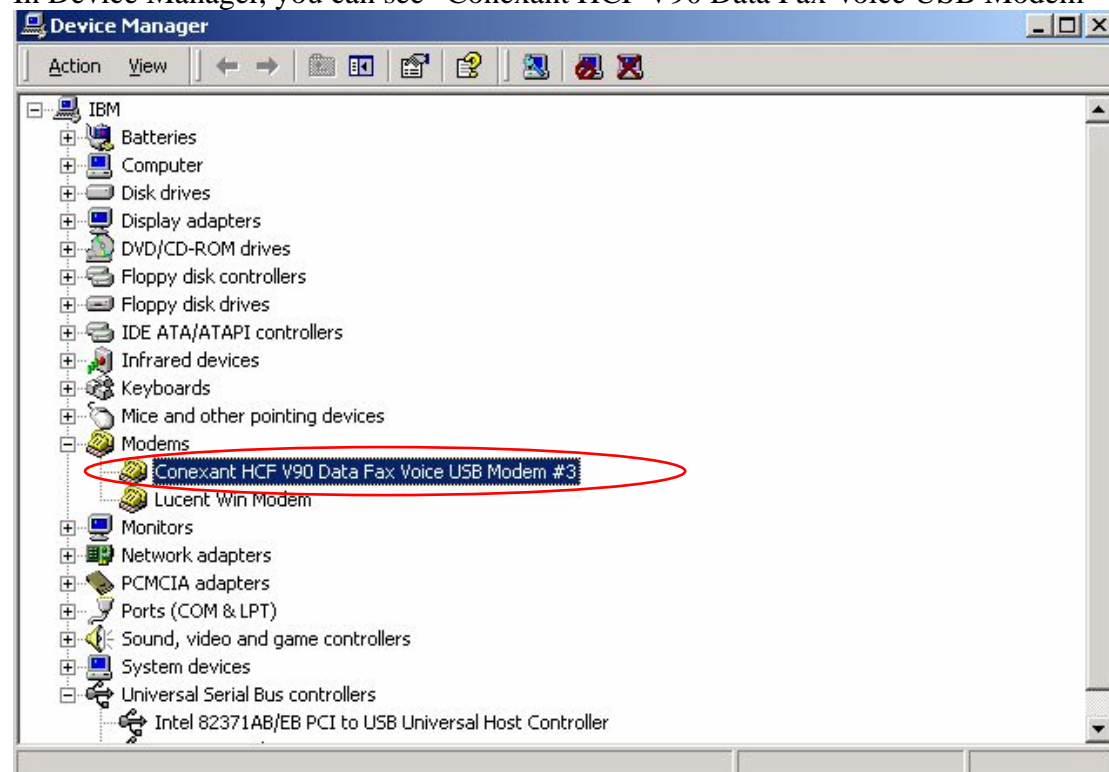 In Device Manager, you can see "Conexant HCF V90 Data Fax Voice USB Modem"
Device Manager
Action View
IBM
Batteries
Computer
Disk drives
Display adapters
DVD/CD-ROM drives
Floppy disk controllers
Floppy disk drives
IDE ATA/ATAPI controllers
Infrared devices
Keyboards
Mice and other pointing devices
Modems
Conexant HCF V90 Data Fax Voice USB Modem #3
Lucent Win Modem
Monitors
Network adapters
PCMCIA adapters
Ports (COM & LPT)
Sound, video and game controllers
System devices
Universal Serial Bus controllers
Intel 82371AB/EB PCI to USB Universal Host Controller